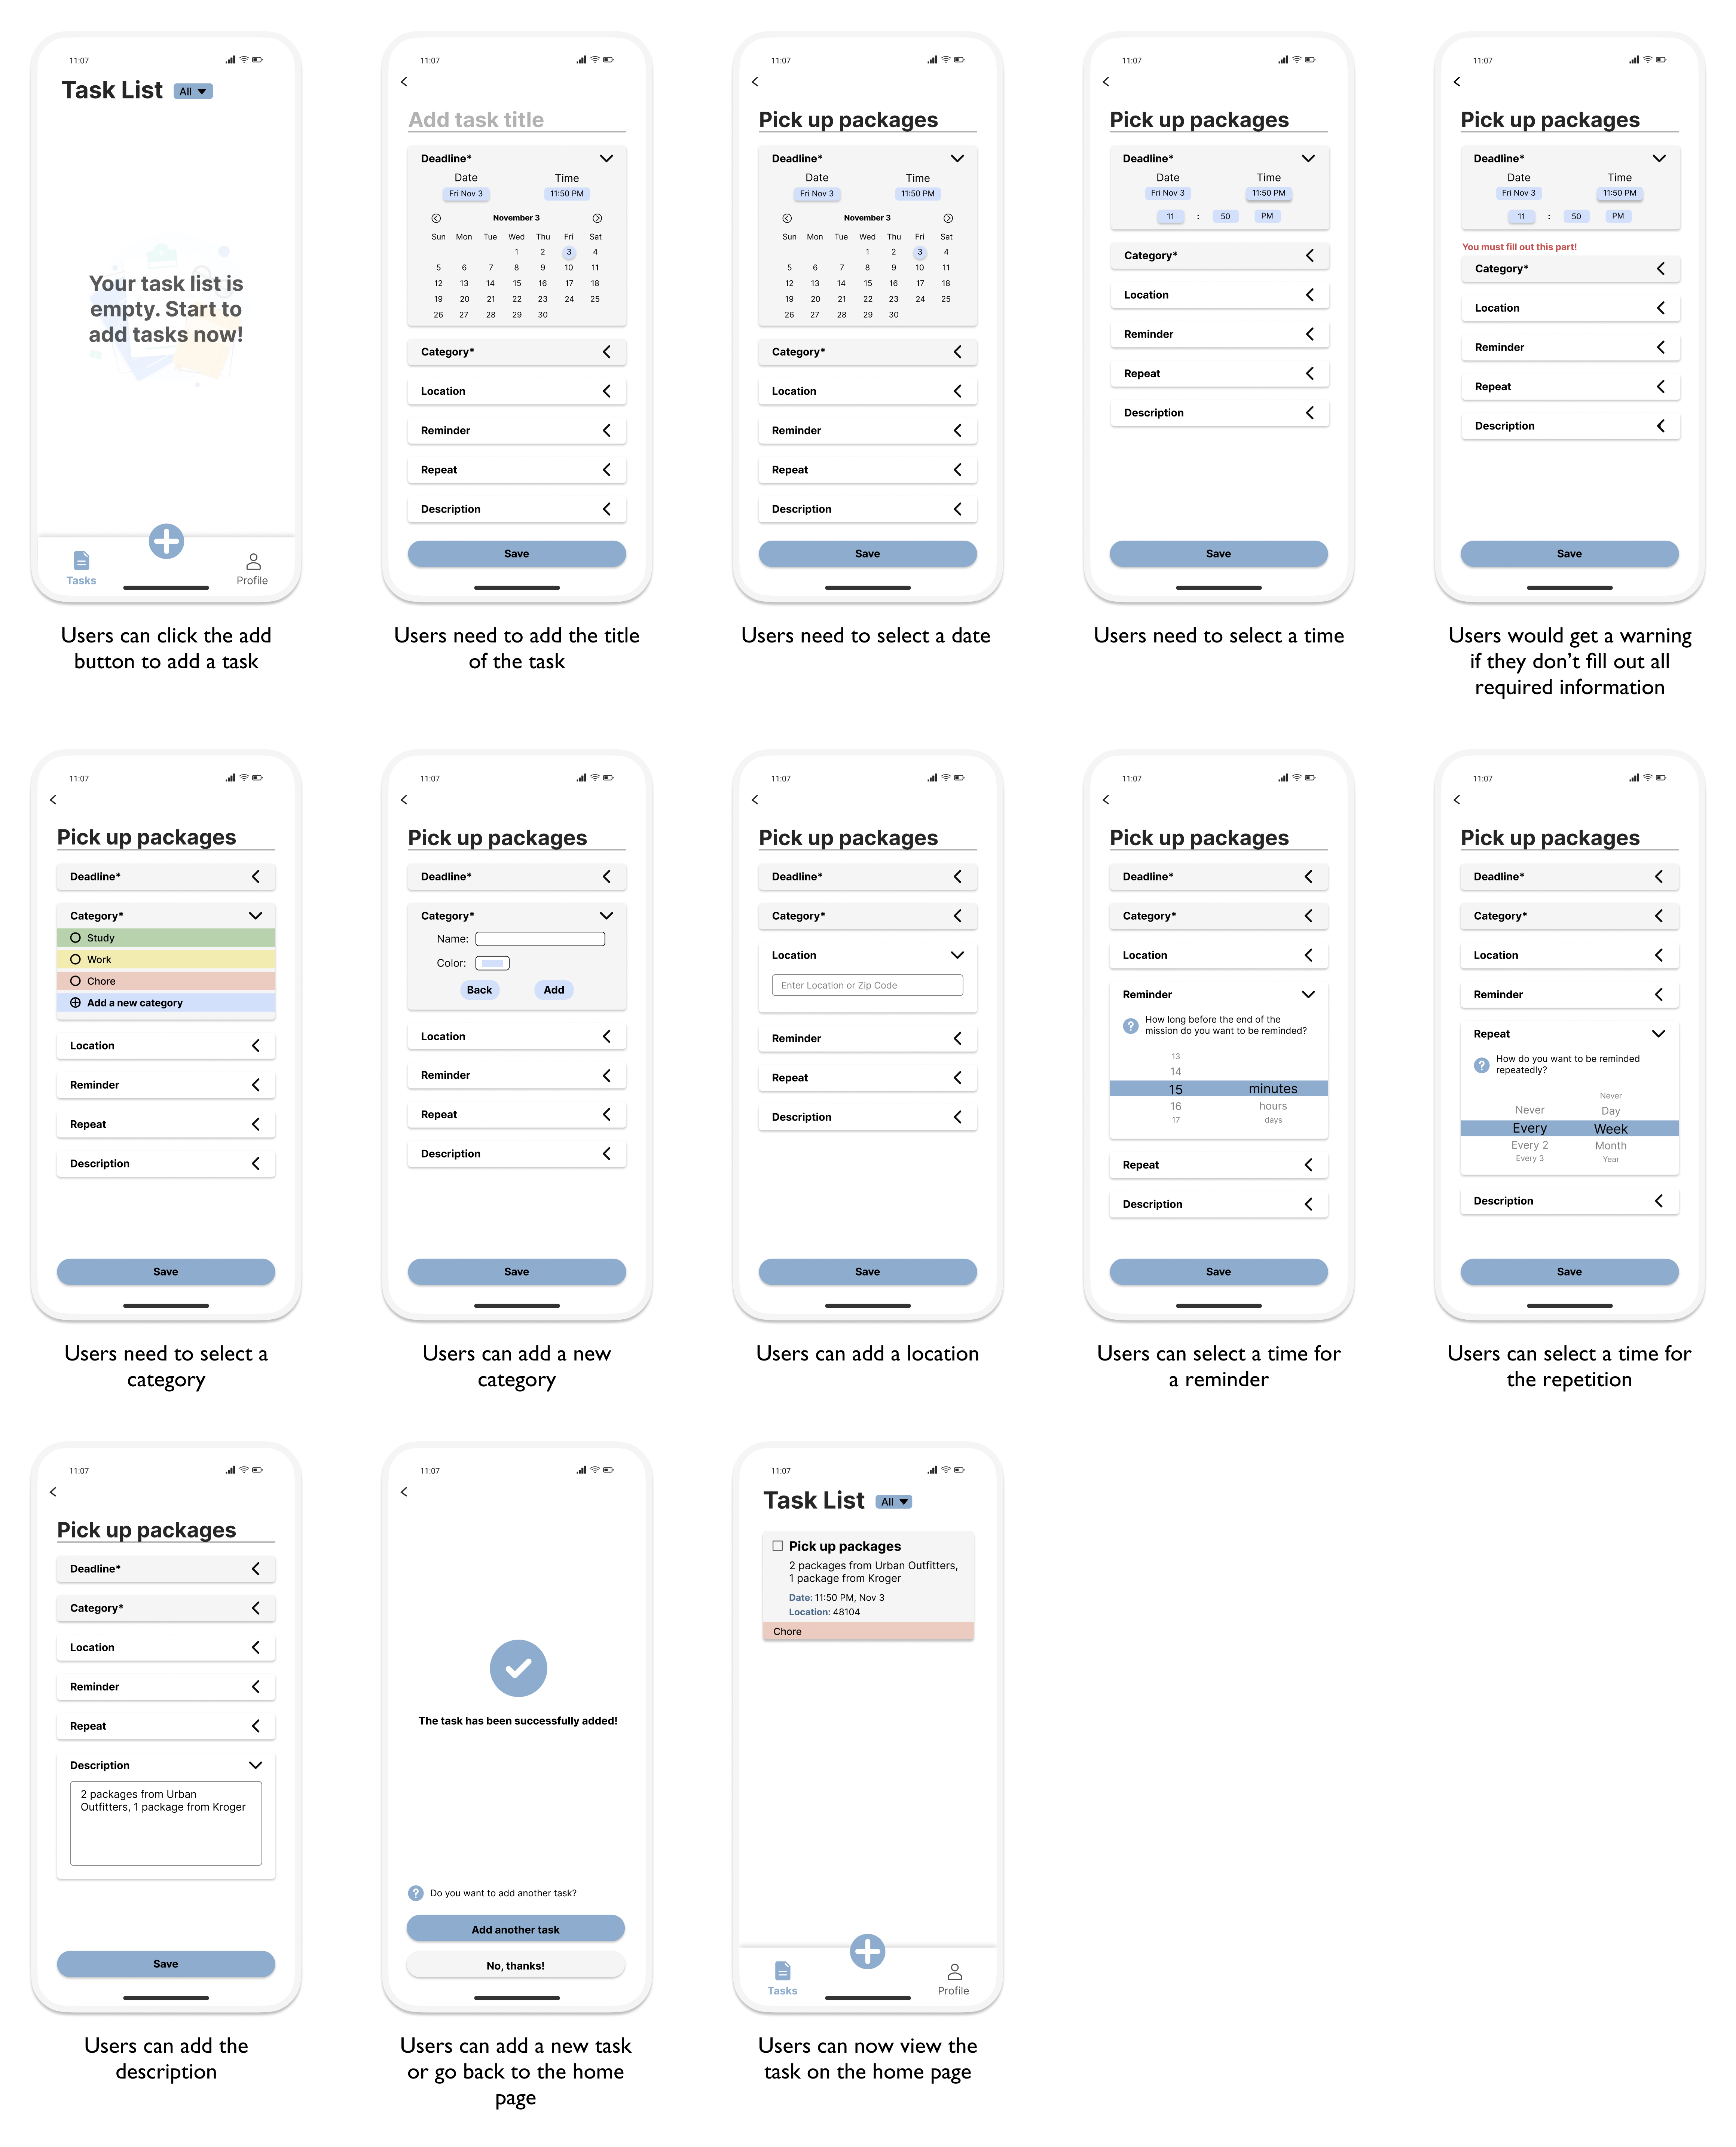 11:07
Task List All
Your task list is
empty. Start to
add tasks now!
Tasks
Profile
Users can click the add
button to add a task
11:07
Add task title
Deadline*
Date Time
Fri Nov 3 11:50 PM
November 3
Sun Mon Tue Wed Thu Fri Sat
1 2 3 4
5 6 7 8 9 10 11
12 13 14 15 16 17 18
19 20 21 22 23 24 25
26 27 28 29 30
Category*
Location
Reminder
Repeat
Description
Save
Users need to add the title
of the task
11:07
Pick up packages
Deadline*
Date Time
Fri Nov 3 11:50 PM
November 3
Sun Mon Tue Wed Thu Fri Sat
1 2 3 4
5 6 7 8 9 10 11
12 13 14 15 16 17 18
19 20 21 22 23 24 25
26 27 28 29 30
Category*
Location
Reminder
Repeat
Description
Save
Users need to select a date
11:07
Pick up packages
Deadline*
Date Time
Fri Nov 3 11:50 PM
11 : 50 PM
Category*
Location
Reminder
Repeat
Description
Save
Users need to select a time
11:07
Pick up packages
Deadline*
Date Time
Fri Nov 3 11:50 PM
11 : 50 PM
You must fill out this part!
Category*
Location
Reminder
Repeat
Description
Save
Users would get a warning
if they don’t fill out all
required information
11:07
Pick up packages
Deadline*
Category*
Study
Work
Chore
Add a new category
Location
Reminder
Repeat
Description
Save
Users need to select a
category
11:07
Pick up packages
Deadline*
Category*
Name:
Color:
Back Add
Location
Reminder
Repeat
Description
Save
Users can add a new
category
11:07
Pick up packages
Deadline*
Category*
Location
Enter Location or Zip Code
Reminder
Repeat
Description
Save
Users can add a location
11:07
Pick up packages
Deadline*
Category*
Location
Reminder
How long before the end of the
mission do you want to be reminded?
13
14
15 minutes
16 hours
17 days
Repeat
Description
Save
Users can select a time for
a reminder
11:07
Pick up packages
Deadline*
Category*
Location
Reminder
Repeat
How do you want to be reminded
repeatedly?
Never
Never Day
Every Week
Every 2 Month
Every 3 Year
Description
Save
Users can select a time for
the repetition
11:07
Pick up packages
Deadline*
Category*
Location
Reminder
Repeat
Description
2 packages from Urban
Outfitters, 1 package from Kroger
Save
Users can add the
description
11:07
The task has been successfully added!
Do you want to add another task?
Add another task
No, thanks!
Users can add a new task
or go back to the home
page
11:07
Task List All
Pick up packages
2 packages from Urban Outfitters,
1 package from Kroger
Date: 11:50 PM, Nov 3
Location: 48104
Chore
Tasks
Profile
Users can now view the
task on the home page